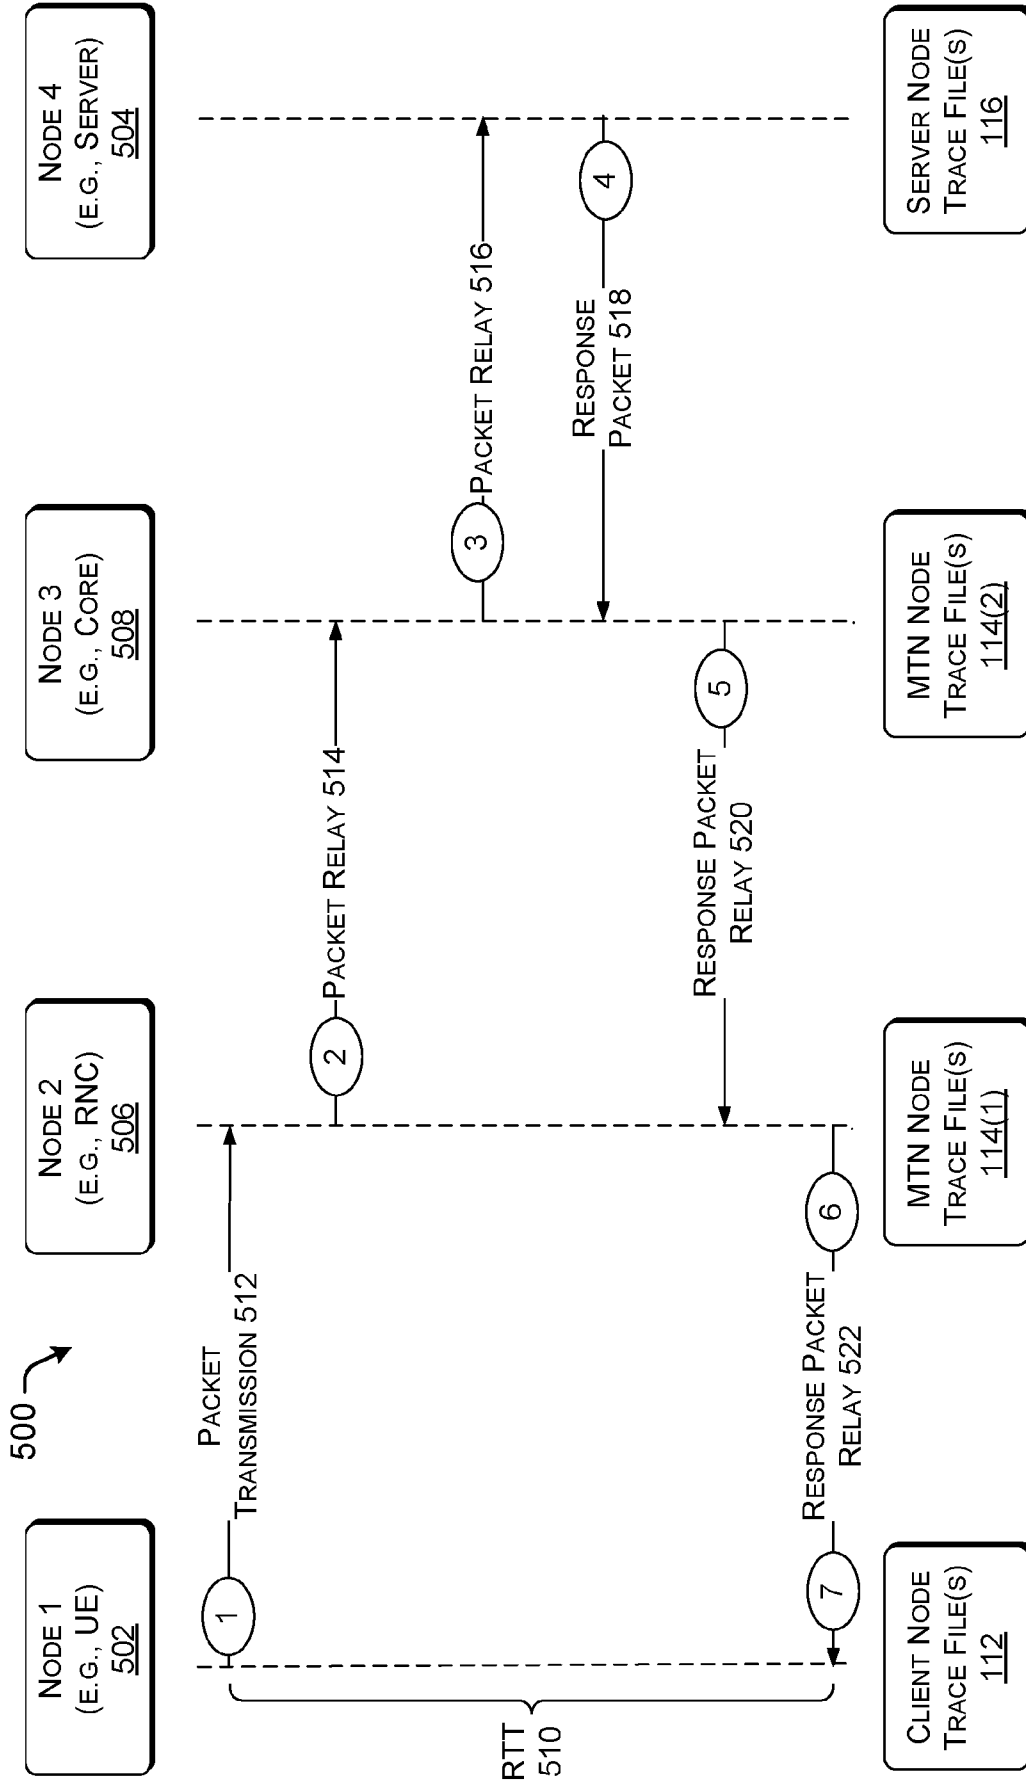 500
NODE 1
(E.G., UE)
502
NODE 2
(E.G., RNC)
506
NODE 3
(E.G., CORE)
508
NODE 4
(E.G., SERVER)
504
1
PACKET
TRANSMISSION 512
2
PACKET RELAY 514
3
PACKET RELAY 516
4
RESPONSE
PACKET 518
5
RESPONSE PACKET
RELAY 520
6
RESPONSE PACKET
RELAY 522
7
RTT
510
CLIENT NODE
TRACE FILE(S)
112
MTN NODE
TRACE FILE(S)
114(1)
MTN NODE
TRACE FILE(S)
114(2)
SERVER NODE
TRACE FILE(S)
116